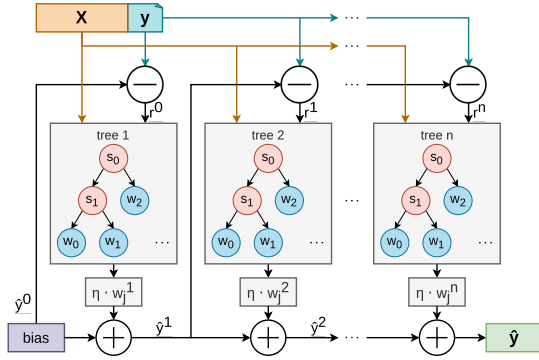 X y ...
...
... 
r⁰ r¹ rⁿ
tree 1 tree 2 tree n
s₀ s₀ s₀
s₁ w₂ s₁ w₂ ... s₁ w₂
w₀ w₁ ... w₀ w₁ ... w₀ w₁ ...
η · wⱼ¹ η · wⱼ² η · wⱼⁿ
ŷ⁰ ŷ¹ ŷ² ...
bias + + + ŷ